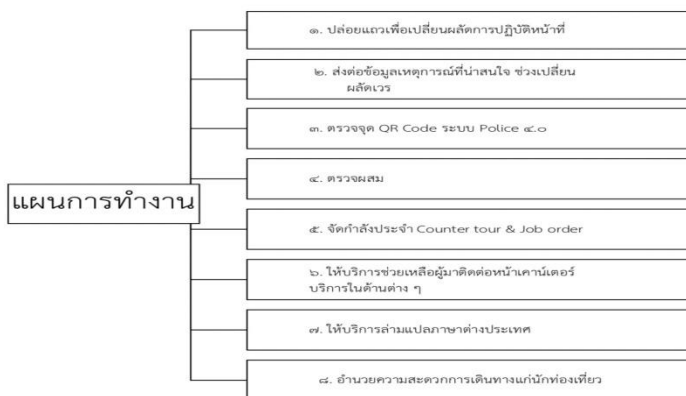 แผนการทำงาน
๑. ปล่อยแถวเพื่อเปลี่ยนผลัดการปฏิบัติหน้าที่
๒. ส่งต่อข้อมูลเหตุการณ์ที่น่าสนใจ ช่วงเปลี่ยน
ผลัดเวร
๓. ตรวจจุด QR Code ระบบ Police ๔.๐
๔. ตรวจผสม
๕. จัดกำลังประจำ Counter tour & Job order
๖. ให้บริการช่วยเหลือผู้มาติดต่อหน้าเคาน์เตอร์
บริการในด้านต่าง ๆ
๗. ให้บริการล่ามแปลภาษาต่างประเทศ
๘. อำนวยความสะดวกการเดินทางแก่นักท่องเที่ยว